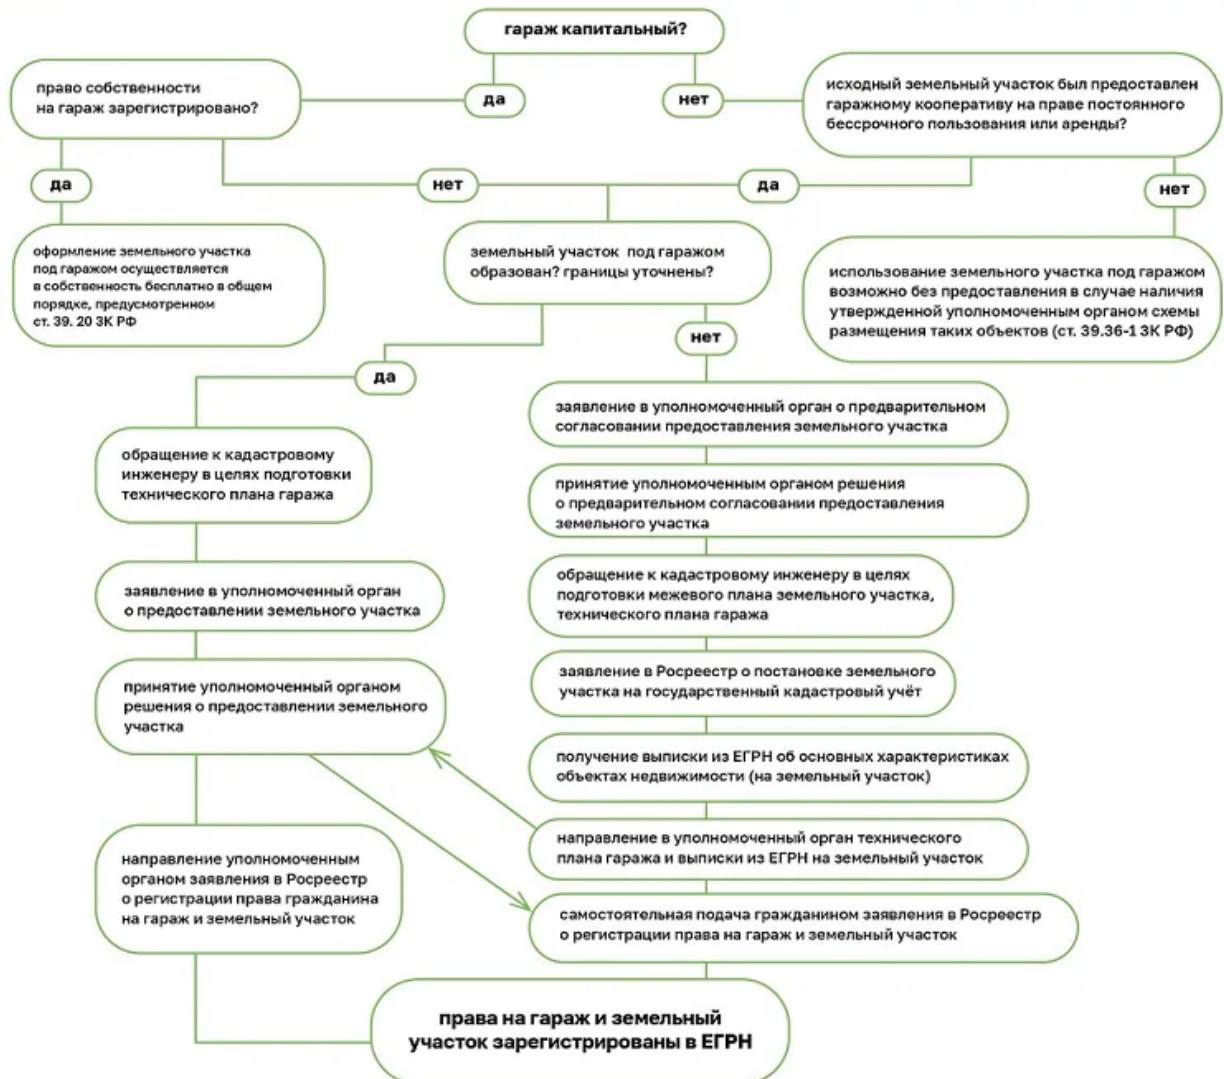 гараж капитальный?
да
нет
право собственности
на гараж зарегистрировано?
исходный земельный участок был предоставлен
гаражному кооперативу на праве постоянного
бессрочного пользования или аренды?
да
нет
да
нет
оформление земельного участка
под гаражом осуществляется
в собственность бесплатно в общем
порядке, предусмотренном
ст. 39. 20 ЗК РФ
земельный участок под гаражом
образован? границы уточнены?
использование земельного участка под гаражом
возможно без предоставления в случае наличия
утвержденной уполномоченным органом схемы
размещения таких объектов (ст. 39.36-1 ЗК РФ)
да
нет
обращение к кадастровому
инженеру в целях подготовки
технического плана гаража
заявление в уполномоченный орган
о предоставлении земельного участка
принятие уполномоченный органом
решения о предоставлении земельного
участка
направление уполномоченным
органом заявления в Росреестр
о регистрации права гражданина
на гараж и земельный участок
заявление в уполномоченный орган о предварительном
согласовании предоставления земельного участка
принятие уполномоченным органом решения
о предварительном согласовании предоставления
земельного участка
обращение к кадастровому инженеру в целях
подготовки межевого плана земельного участка,
технического плана гаража
заявление в Росреестр о постановке земельного
участка на государственный кадастровый учёт
получение выписки из ЕГРН об основных характеристиках
объектах недвижимости (на земельный участок)
направление в уполномоченный орган технического
плана гаража и выписки из ЕГРН на земельный участок
самостоятельная подача гражданином заявления в Росреестр
о регистрации права на гараж и земельный участок
права на гараж и земельный
участок зарегистрированы в ЕГРН